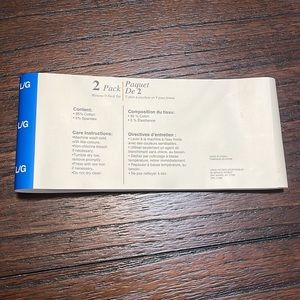 L/G
L/G
L/G
2 Pack
Paquet
De 2
Content:
• 95% Cotton
• 5% Spandex
Care Instructions:
• Machine wash cold,
with like colours.
• Non-chlorine bleach
if necessary.
• Tumble dry low,
remove promptly.
• Press with low iron
if necessary.
• Do not dry clean
Composition du tissu:
• 95 % Coton
• 5 % Élasthanne
Directives d'entretien :
• Laver à la machine à l'eau froide
avec des couleurs semblables.
• Utiliser seulement un agent de
blanchiment sans chlore, au besoin.
• Sécher par culbutage à basse
température, retirer immédiatement.
• Repasser à basse température, au
besoin.
• Ne pas nettoyer à sec